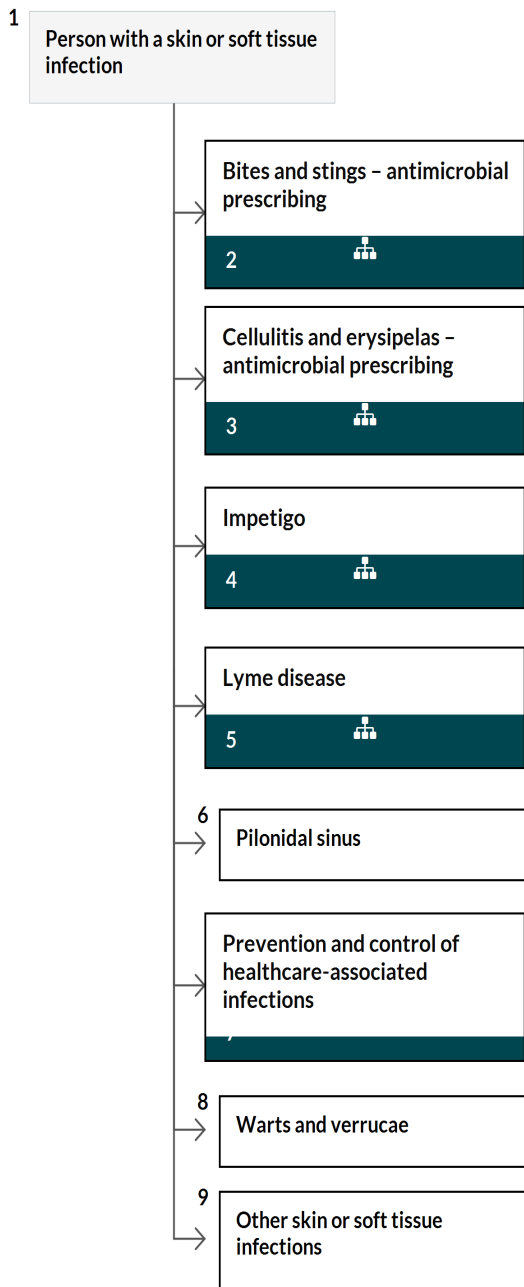 1
Person with a skin or soft tissue
infection
Bites and stings – antimicrobial
prescribing
2
Cellulitis and erysipelas –
antimicrobial prescribing
3
Impetigo
4
Lyme disease
5
6
Pilonidal sinus
Prevention and control of
healthcare-associated
infections
8
Warts and verrucae
9
Other skin or soft tissue
infections